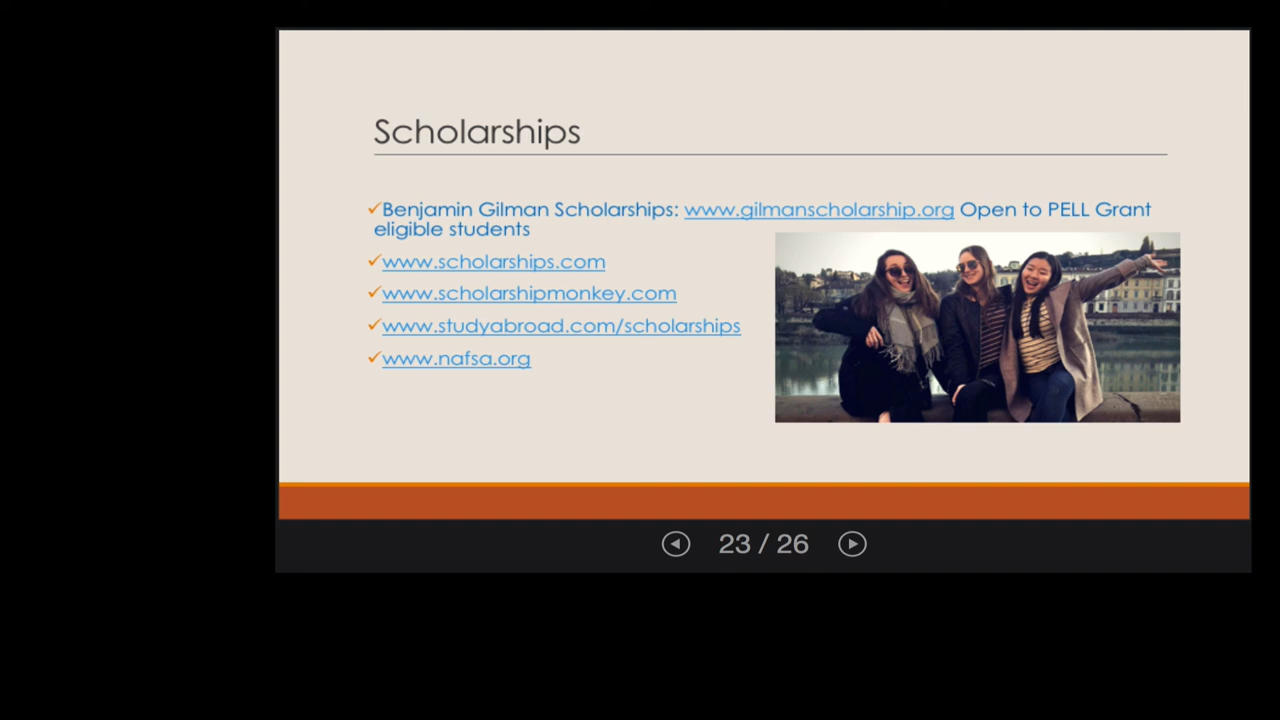 Scholarships
Benjamin Gilman Scholarships: www.gilmanscholarship.org Open to PELL Grant
eligible students
www.scholarships.com
www.scholarshipmonkey.com
www.studyabroad.com/scholarships
www.nafsa.org
23 / 26